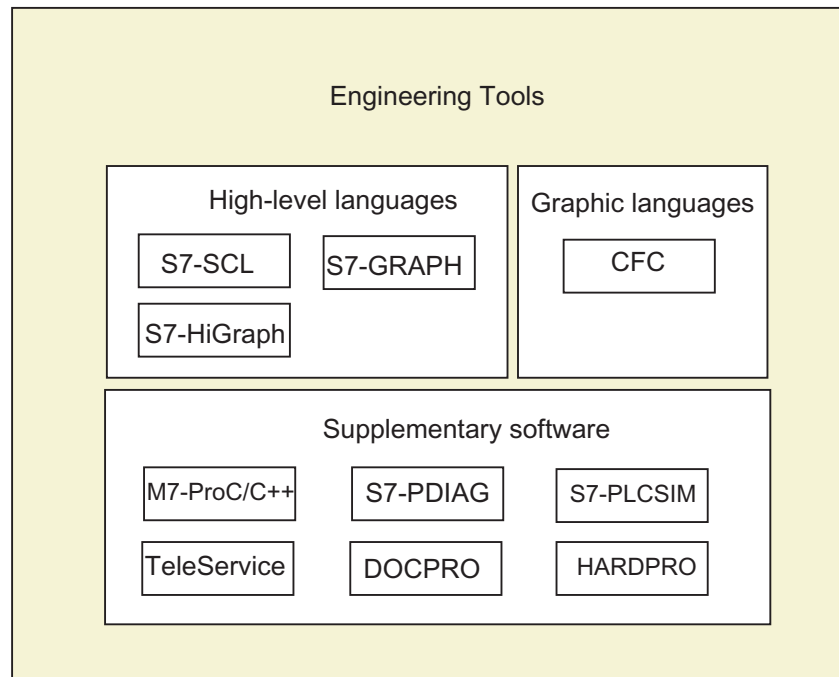 Engineering Tools
High-level languages
S7-SCL
S7-GRAPH
S7-HiGraph
Graphic languages
CFC
Supplementary software
M7-ProC/C++
S7-PDIAG
S7-PLCSIM
TeleService
DOCPRO
HARDPRO